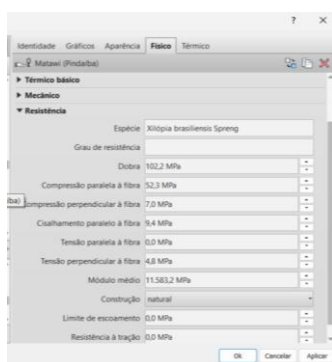 ? ×
Identidade Gráficos Aparência Físico Térmico
Matawi (Pindaíba)
Térmico básico
Mecânico
Resistência
Espécie Xilópia brasiliensis Spreng
Grau de resistência
Dobra 102,2 MPa
Compressão paralela à fibra 52,3 MPa
íba) ompressão perpendicular à fibra 7,0 MPa
Cisalhamento paralelo à fibra 9,4 MPa
Tensão paralelo à fibra 0,0 MPa
Tensão perpendicular à fibra 4,8 MPa
Módulo médio 11.583,2 MPa
Construção natural
Limite de escoamento 0,0 MPa
Resistência à tração 0,0 MPa
Ok Cancelar Aplicar